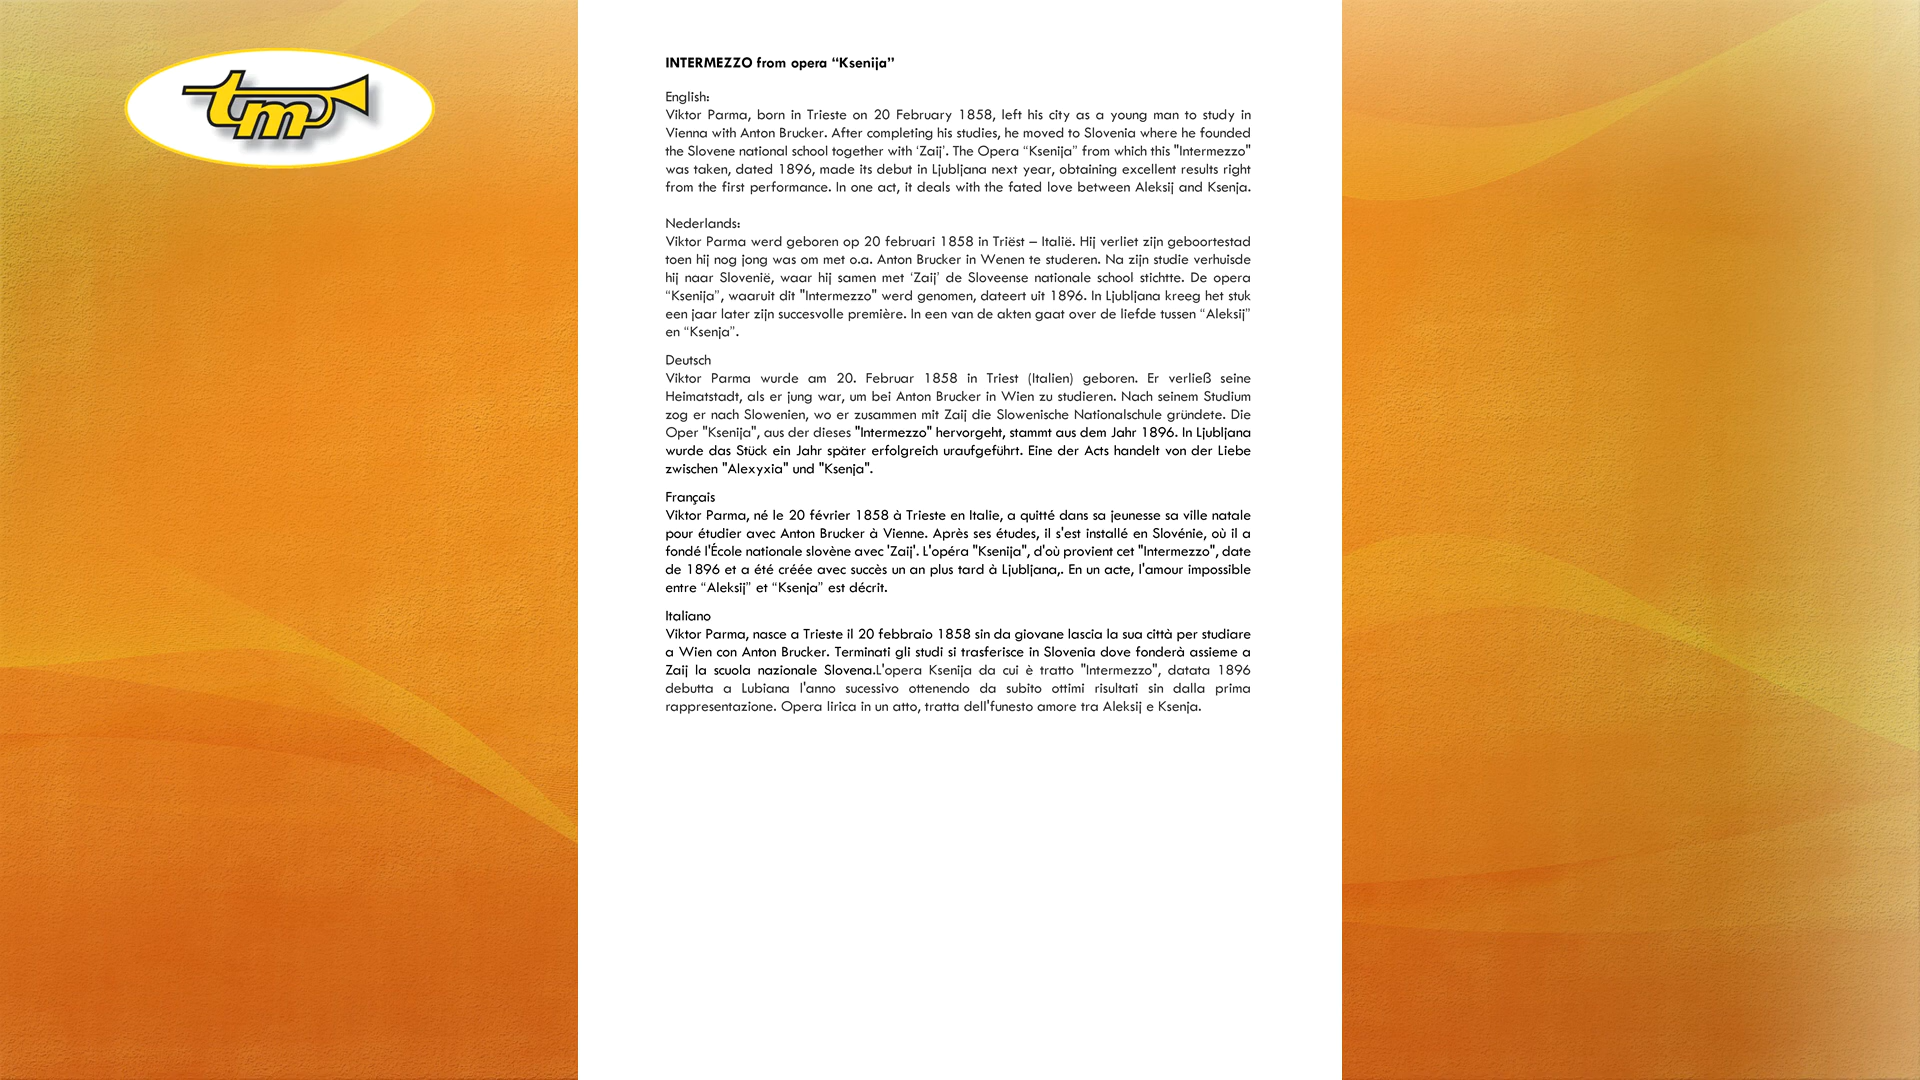 tm
INTERMEZZO from opera “Ksenija”
English:
Viktor Parma, born in Trieste on 20 February 1858, left his city as a young man to study in
Vienna with Anton Brucker. After completing his studies, he moved to Slovenia where he founded
the Slovene national school together with ‘Zaij’. The Opera “Ksenija” from which this "Intermezzo"
was taken, dated 1896, made its debut in Ljubljana next year, obtaining excellent results right
from the first performance. In one act, it deals with the fated love between Aleksij and Ksenja.
Nederlands:
Viktor Parma werd geboren op 20 februari 1858 in Triëst – Italië. Hij verliet zijn geboortestad
toen hij nog jong was om met o.a. Anton Brucker in Wenen te studeren. Na zijn studie verhuisde
hij naar Slovenië, waar hij samen met ‘Zaij’ de Sloveense nationale school stichtte. De opera
“Ksenija”, waaruit dit "Intermezzo" werd genomen, dateert uit 1896. In Ljubljana kreeg het stuk
een jaar later zijn succesvolle première. In een van de akten gaat over de liefde tussen “Aleksij”
en “Ksenja”.
Deutsch
Viktor Parma wurde am 20. Februar 1858 in Triest (Italien) geboren. Er verließ seine
Heimatstadt, als er jung war, um bei Anton Brucker in Wien zu studieren. Nach seinem Studium
zog er nach Slowenien, wo er zusammen mit Zaij die Slowenische Nationalschule gründete. Die
Oper "Ksenija", aus der dieses "Intermezzo" hervorgeht, stammt aus dem Jahr 1896. In Ljubljana
wurde das Stück ein Jahr später erfolgreich uraufgeführt. Eine der Acts handelt von der Liebe
zwischen "Alexyxia" und "Ksenja".
Français
Viktor Parma, né le 20 février 1858 à Trieste en Italie, a quitté dans sa jeunesse sa ville natale
pour étudier avec Anton Brucker à Vienne. Après ses études, il s'est installé en Slovénie, où il a
fondé l'École nationale slovène avec 'Zaij'. L'opéra "Ksenija", d'où provient cet "Intermezzo", date
de 1896 et a été créée avec succès un an plus tard à Ljubljana,. En un acte, l'amour impossible
entre “Aleksij” et “Ksenja” est décrit.
Italiano
Viktor Parma, nasce a Trieste il 20 febbraio 1858 sin da giovane lascia la sua città per studiare
a Wien con Anton Brucker. Terminati gli studi si trasferisce in Slovenia dove fonderà assieme a
Zaij la scuola nazionale Slovena.L'opera Ksenija da cui è tratto "Intermezzo", datata 1896
debutta a Lubiana l'anno sucessivo ottenendo da subito ottimi risultati sin dalla prima
rappresentazione. Opera lirica in un atto, tratta dell'funesto amore tra Aleksij e Ksenja.